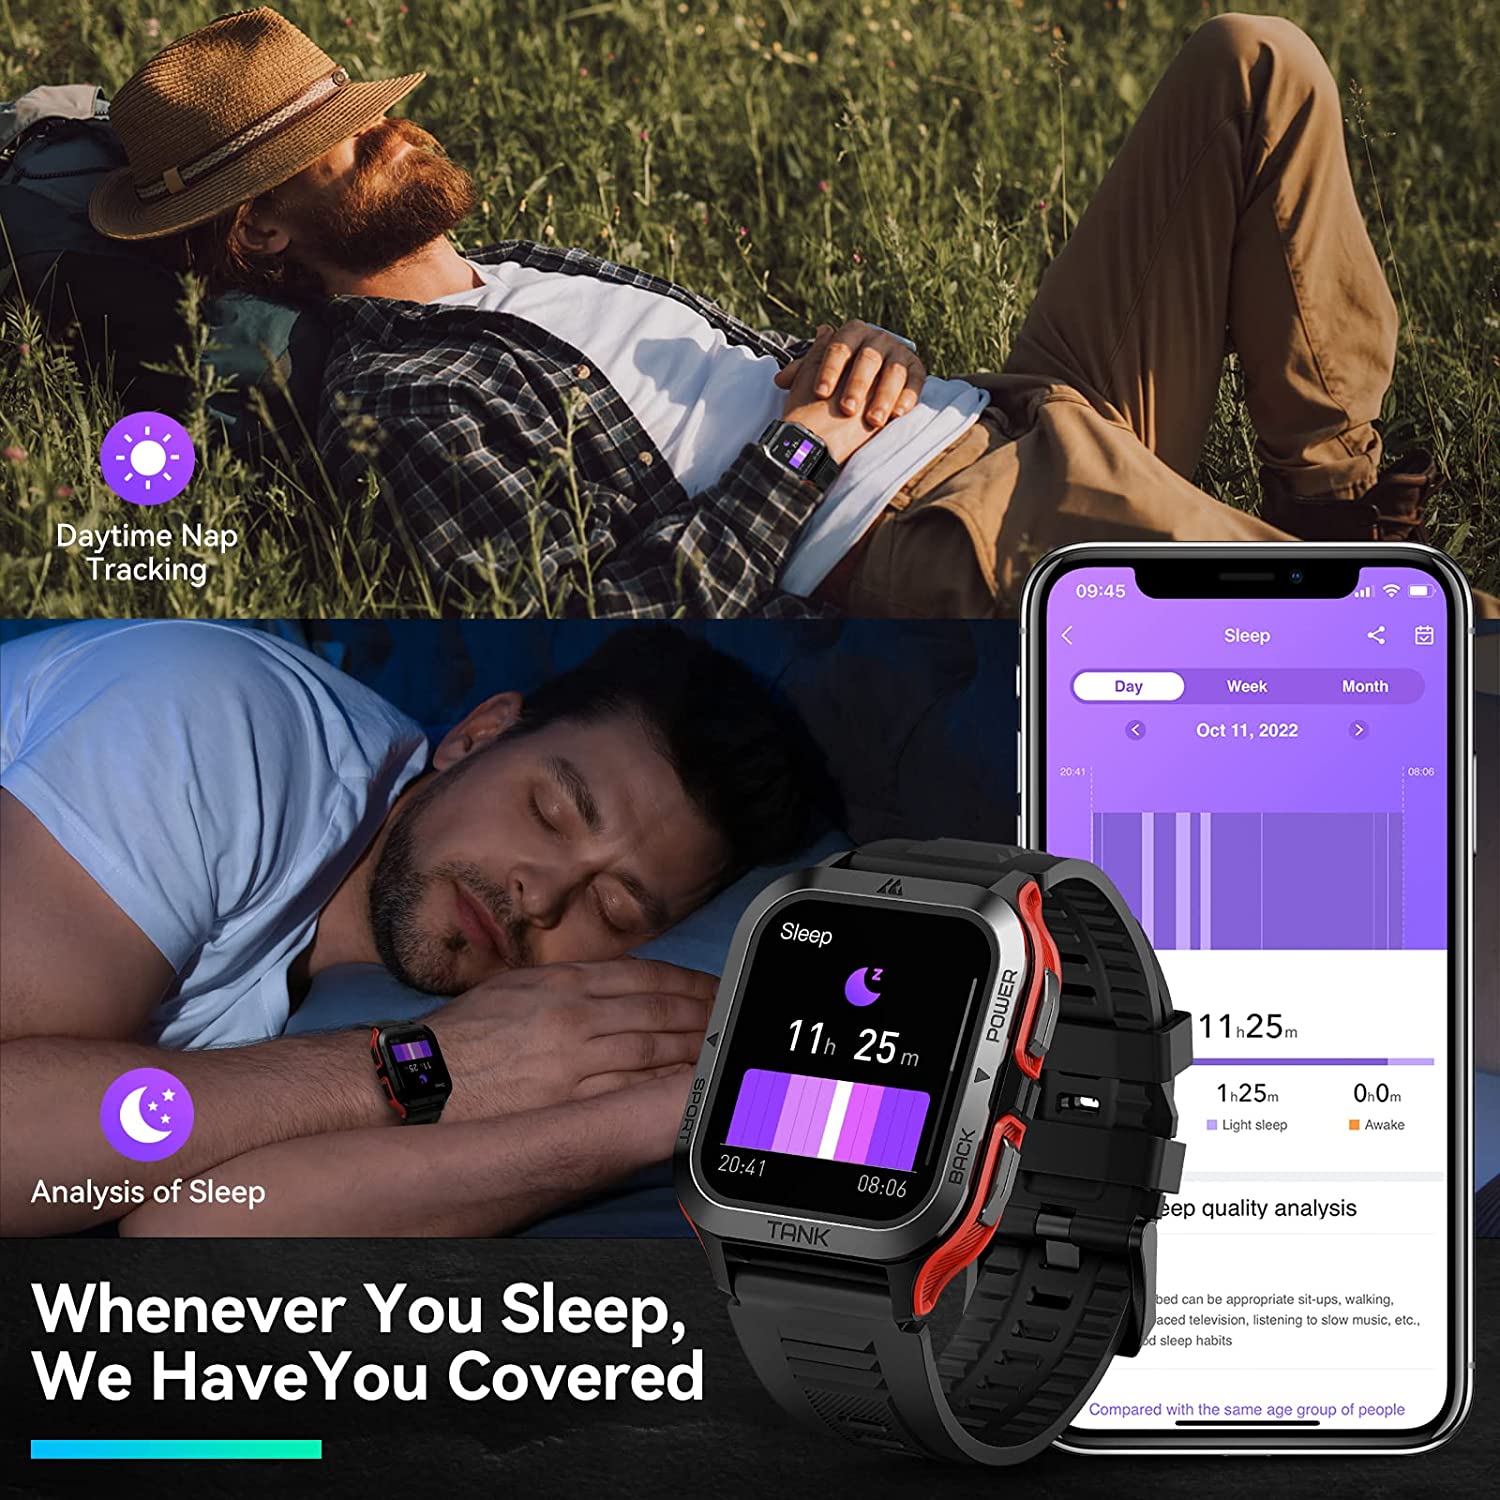 Daytime Nap
Tracking
Analysis of Sleep
Whenever You Sleep,
We HaveYou Covered
Sleep
11h 25m
20:41
08:06
POWER
BACK
SPORT
TANK
09:45
Sleep
Day Week Month
Oct 11, 2022
20:41 08:06
11h25m
1h25m 0h0m
Light sleep Awake
eep quality analysis
bed can be appropriate sit-ups, walking,
aced television, listening to slow music, etc.,
od sleep habits
Compared with the same age group of people